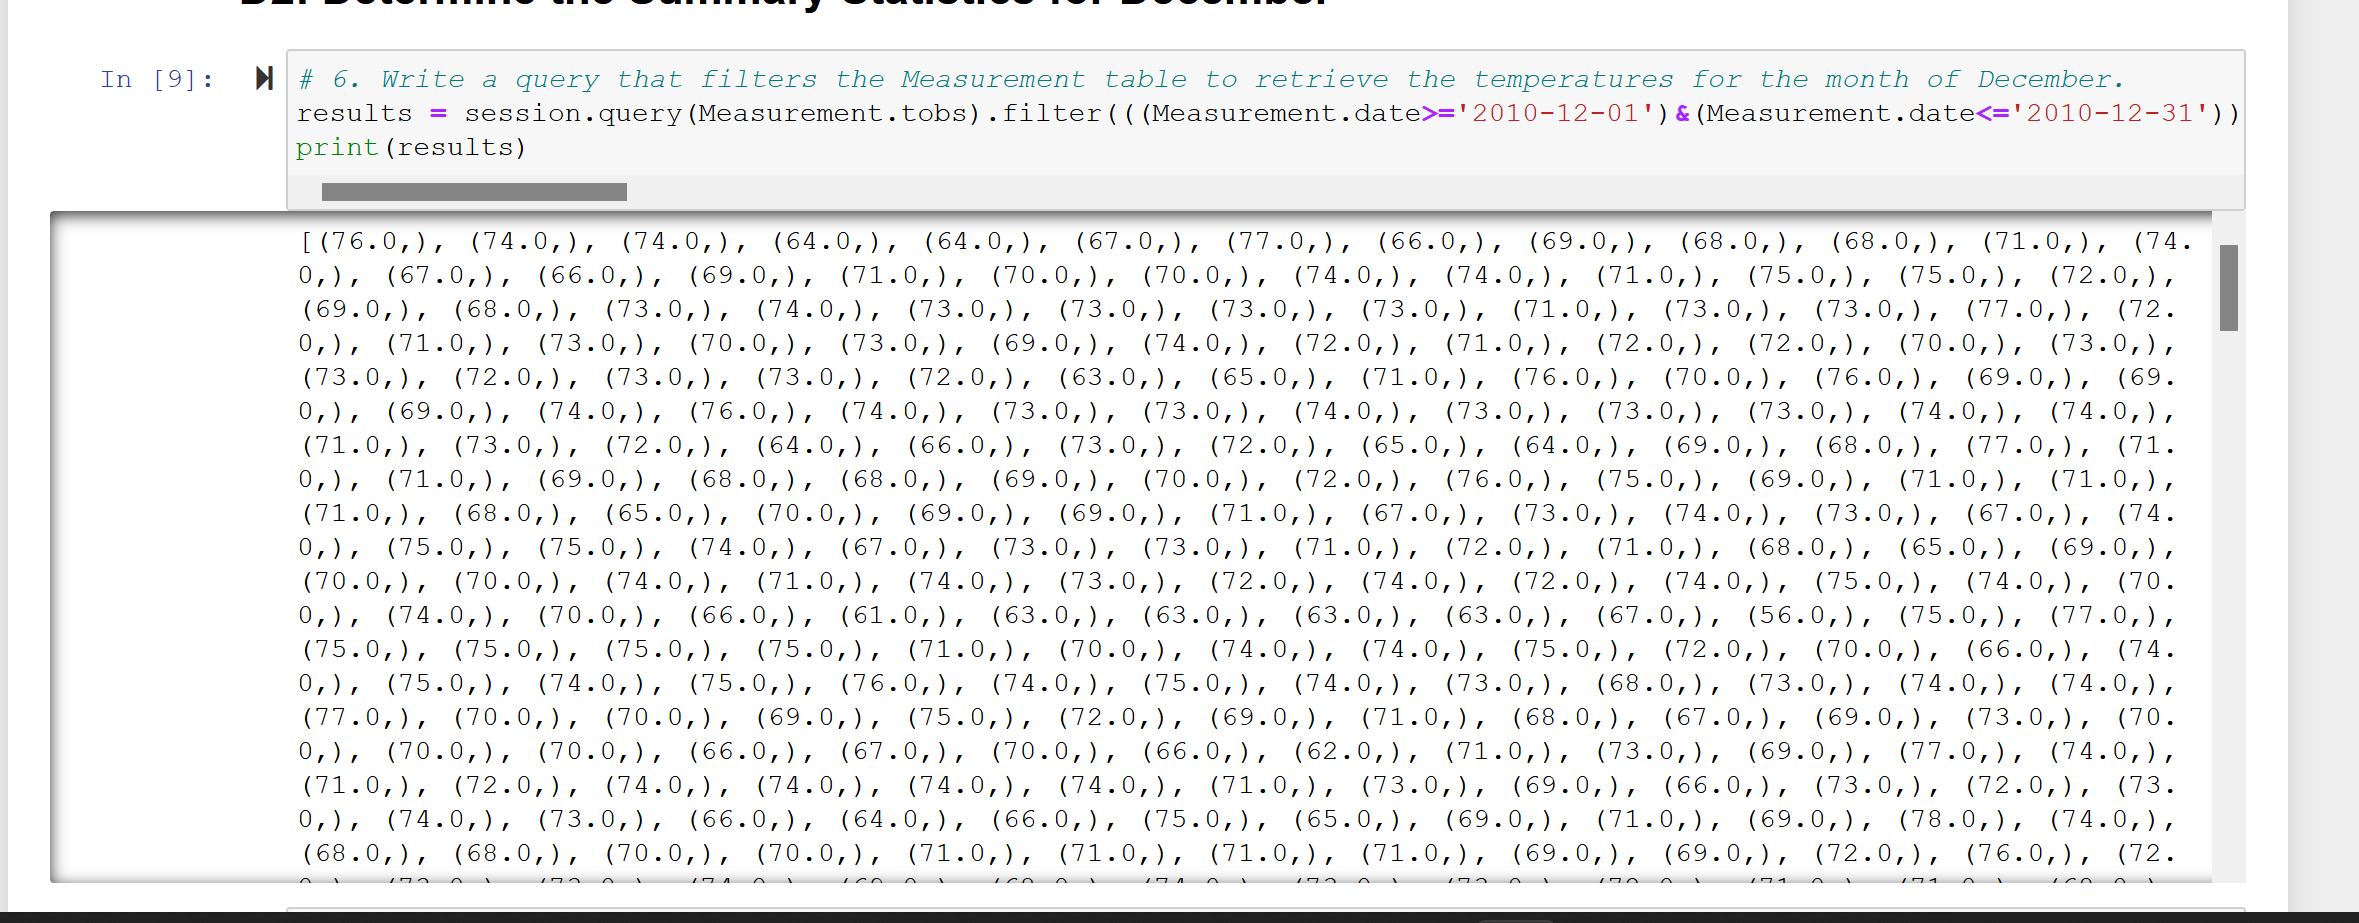 D2: Determine the Summary Statistics for December
In [9]:
# 6. Write a query that filters the Measurement table to retrieve the temperatures for the month of December.
results = session.query(Measurement.tobs).filter(((Measurement.date>='2010-12-01')&(Measurement.date<='2010-12-31'))
print(results)
[(76.0,), (74.0,), (74.0,), (64.0,), (64.0,), (67.0,), (77.0,), (66.0,), (69.0,), (68.0,), (68.0,), (71.0,), (74.
0,), (67.0,), (66.0,), (69.0,), (71.0,), (70.0,), (70.0,), (74.0,), (74.0,), (71.0,), (75.0,), (75.0,), (72.0,),
(69.0,), (68.0,), (73.0,), (74.0,), (73.0,), (73.0,), (73.0,), (73.0,), (71.0,), (73.0,), (73.0,), (77.0,), (72.
0,), (71.0,), (73.0,), (70.0,), (73.0,), (69.0,), (74.0,), (72.0,), (71.0,), (72.0,), (72.0,), (70.0,), (73.0,),
(73.0,), (72.0,), (73.0,), (73.0,), (72.0,), (63.0,), (65.0,), (71.0,), (76.0,), (70.0,), (76.0,), (69.0,), (69.
0,), (69.0,), (74.0,), (76.0,), (74.0,), (73.0,), (73.0,), (74.0,), (73.0,), (73.0,), (73.0,), (74.0,), (74.0,),
(71.0,), (73.0,), (72.0,), (64.0,), (66.0,), (73.0,), (72.0,), (65.0,), (64.0,), (69.0,), (68.0,), (77.0,), (71.
0,), (71.0,), (69.0,), (68.0,), (68.0,), (69.0,), (70.0,), (72.0,), (76.0,), (75.0,), (69.0,), (71.0,), (71.0,),
(71.0,), (68.0,), (65.0,), (70.0,), (69.0,), (69.0,), (71.0,), (67.0,), (73.0,), (74.0,), (73.0,), (67.0,), (74.
0,), (75.0,), (75.0,), (74.0,), (67.0,), (73.0,), (73.0,), (71.0,), (72.0,), (71.0,), (68.0,), (65.0,), (69.0,),
(70.0,), (70.0,), (74.0,), (71.0,), (74.0,), (73.0,), (72.0,), (74.0,), (72.0,), (74.0,), (75.0,), (74.0,), (70.
0,), (74.0,), (70.0,), (66.0,), (61.0,), (63.0,), (63.0,), (63.0,), (63.0,), (67.0,), (56.0,), (75.0,), (77.0,),
(75.0,), (75.0,), (75.0,), (75.0,), (71.0,), (70.0,), (74.0,), (74.0,), (75.0,), (72.0,), (70.0,), (66.0,), (74.
0,), (75.0,), (74.0,), (75.0,), (76.0,), (74.0,), (75.0,), (74.0,), (73.0,), (68.0,), (73.0,), (74.0,), (74.0,),
(77.0,), (70.0,), (70.0,), (69.0,), (75.0,), (72.0,), (69.0,), (71.0,), (68.0,), (67.0,), (69.0,), (73.0,), (70.
0,), (70.0,), (70.0,), (66.0,), (67.0,), (70.0,), (66.0,), (62.0,), (71.0,), (73.0,), (69.0,), (77.0,), (74.0,),
(71.0,), (72.0,), (74.0,), (74.0,), (74.0,), (74.0,), (71.0,), (73.0,), (69.0,), (66.0,), (73.0,), (72.0,), (73.
0,), (74.0,), (73.0,), (66.0,), (64.0,), (66.0,), (75.0,), (65.0,), (69.0,), (71.0,), (69.0,), (78.0,), (74.0,),
(68.0,), (68.0,), (70.0,), (70.0,), (71.0,), (71.0,), (71.0,), (71.0,), (69.0,), (69.0,), (72.0,), (76.0,), (72.